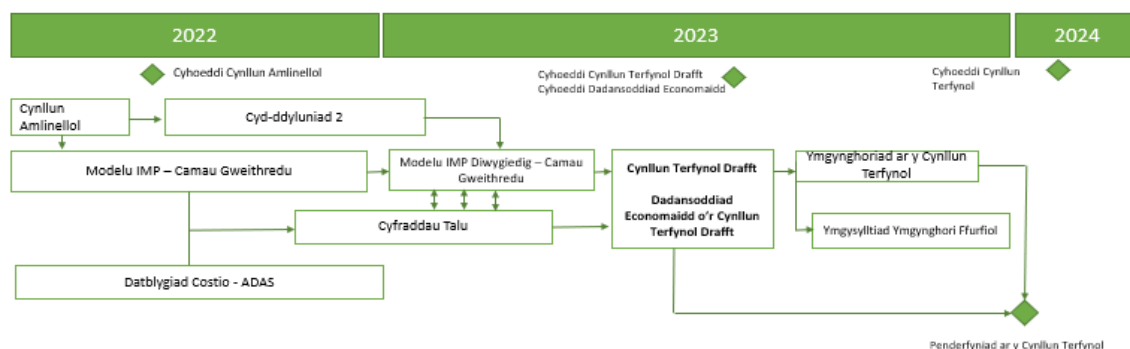 2022
2023
2024
Cyhoeddi Cynllun Amlinellol
Cyhoeddi Cynllun Terfynol Drafft
Cyhoeddi Dadansoddiad Economaidd
Cyhoeddi Cynllun
Terfynol
Cynllun
Amlinellol
Cyd-ddyluniad 2
Modelu IMP – Camau Gweithredu
Modelu IMP Diwygiedig – Camau
Gweithredu
Cyfraddau Talu
Datblygiad Costio - ADAS
Cynllun Terfynol Drafft
Dadansoddiad
Economaidd o'r Cynllun
Terfynol Drafft
Ymgynghoriad ar y Cynllun
Terfynol
Ymgysylltiad Ymgynghori Ffurfiol
Penderfyniad ar y Cynllun Terfynol